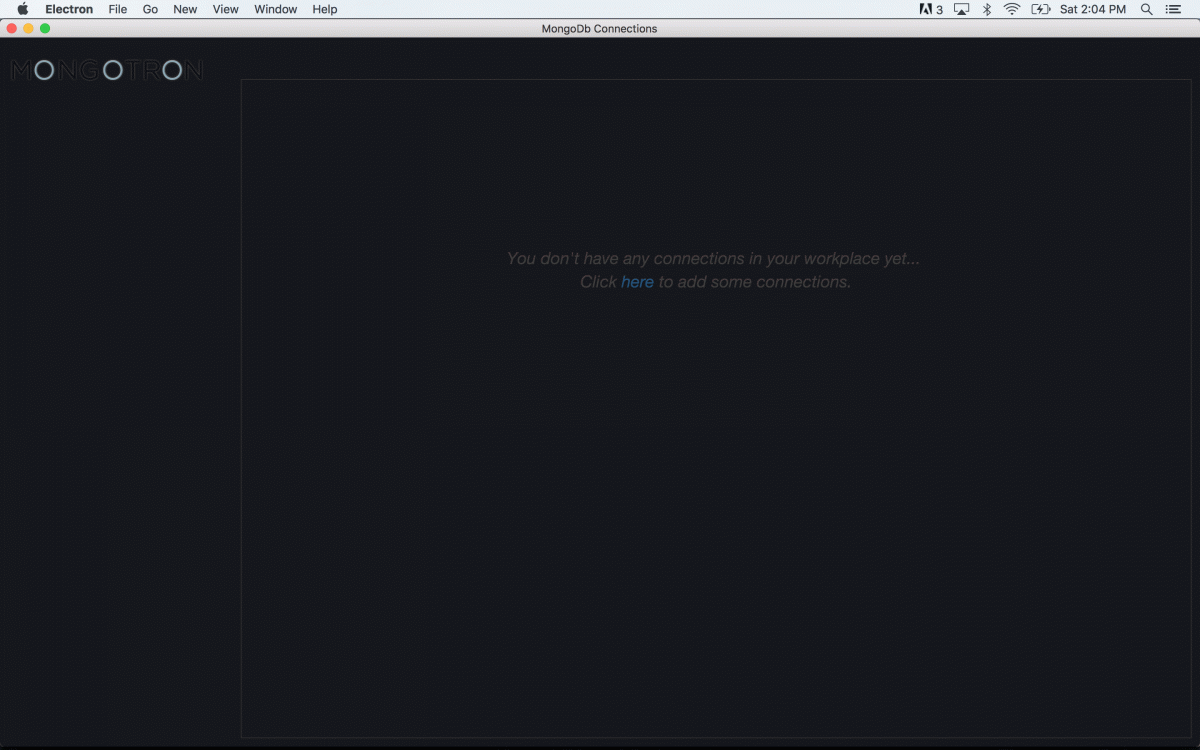 Electron File Go New View Window Help 3 Sat 2:04 PM
MongoDb Connections
MONGOTRON
You don't have any connections in your workplace yet...
Click here to add some connections.